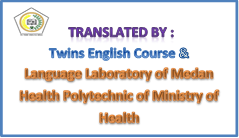 TRANSLATED BY :
Twins English Course &
Language Laboratory of Medan
Health Polytechnic of Ministry of
Health